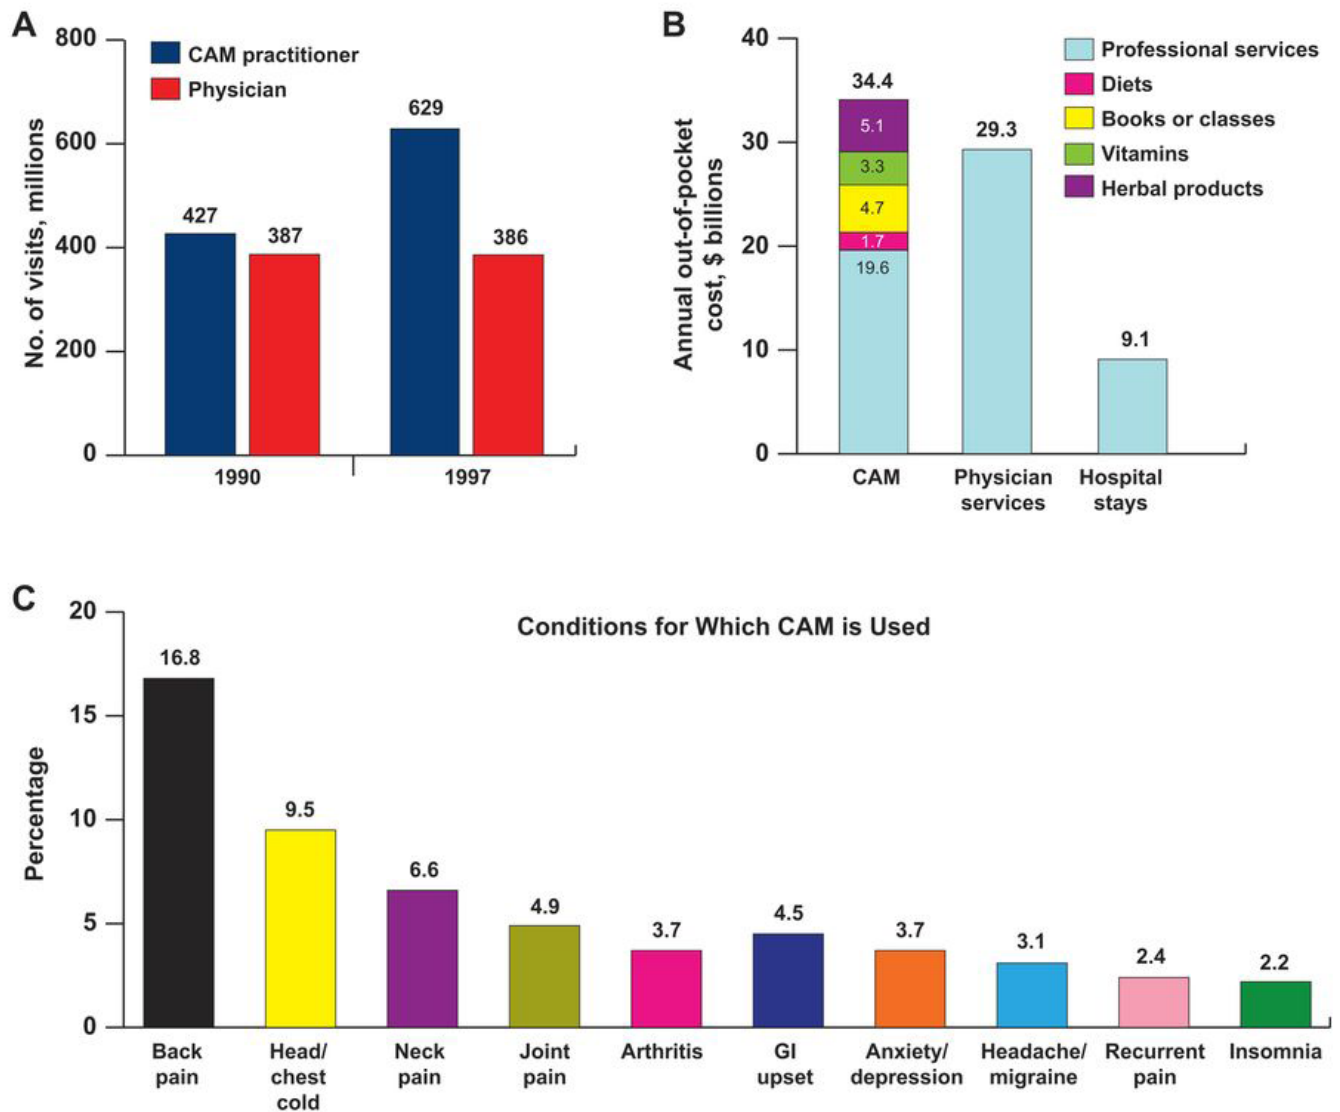 A
800
600
400
200
0
No. of visits, millions
CAM practitioner
Physician
427
387
629
386
1990
1997
B
40
30
20
10
0
Annual out-of-pocket
cost, $ billions
Professional services
Diets
Books or classes
Vitamins
Herbal products
34.4
5.1
3.3
4.7
1.7
19.6
29.3
9.1
CAM
Physician
services
Hospital
stays
C
Conditions for Which CAM is Used
20
15
10
5
0
Percentage
16.8
9.5
6.6
4.9
3.7
4.5
3.7
3.1
2.4
2.2
Back
pain
Head/
chest
cold
Neck
pain
Joint
pain
Arthritis
GI
upset
Anxiety/
depression
Headache/
migraine
Recurrent
pain
Insomnia